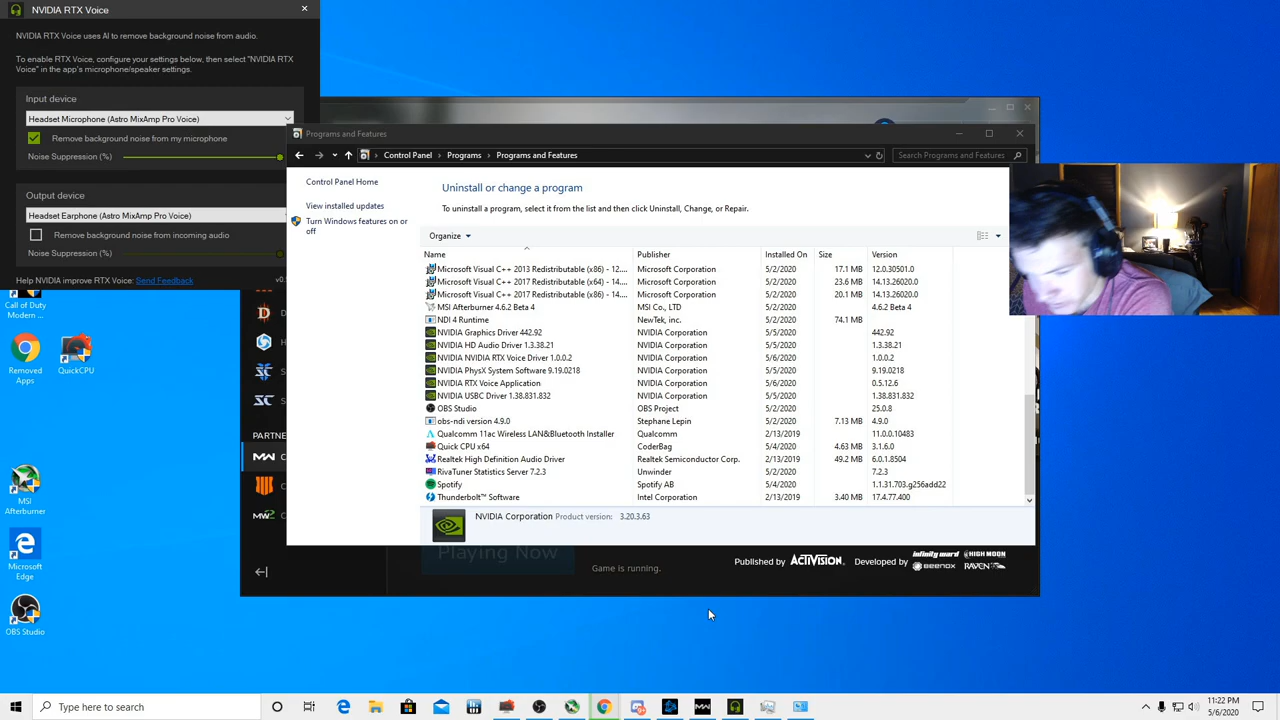 NVIDIA RTX Voice
NVIDIA RTX Voice uses AI to remove background noise from audio.
To enable RTX Voice, configure your settings below, then select "NVIDIA RTX
Voice" in the app's microphone/speaker settings.
Input device
Headset Microphone (Astro MixAmp Pro Voice)
Remove background noise from my microphone
Noise Suppression (%)
Output device
Headset Earphone (Astro MixAmp Pro Voice)
Remove background noise from incoming audio
Noise Suppression (%)
Help NVIDIA improve RTX Voice: Send Feedback
Call of Duty
Modern ...
Removed
Apps
QuickCPU
MSI
Afterburner
Microsoft
Edge
OBS Studio
PARTNE
Programs and Features
Control Panel > Programs > Programs and Features
Search Programs and Features
Control Panel Home
View installed updates
Turn Windows features on or
off
Uninstall or change a program
To uninstall a program, select it from the list and then click Uninstall, Change, or Repair.
Organize
Name Publisher Installed On Size Version
Microsoft Visual C++ 2013 Redistributable (x86) - 12.... Microsoft Corporation 5/2/2020 17.1 MB 12.0.30501.0
Microsoft Visual C++ 2017 Redistributable (x64) - 14.... Microsoft Corporation 5/2/2020 23.6 MB 14.13.26020.0
Microsoft Visual C++ 2017 Redistributable (x86) - 14.... Microsoft Corporation 5/2/2020 20.1 MB 14.13.26020.0
MSI Afterburner 4.6.2 Beta 4 MSI Co., LTD 5/2/2020 4.6.2 Beta 4
NDI 4 Runtime NewTek, inc. 5/2/2020 74.1 MB
NVIDIA Graphics Driver 442.92 NVIDIA Corporation 5/5/2020 442.92
NVIDIA HD Audio Driver 1.3.38.21 NVIDIA Corporation 5/5/2020 1.3.38.21
NVIDIA NVIDIA RTX Voice Driver 1.0.0.2 NVIDIA Corporation 5/6/2020 1.0.0.2
NVIDIA PhysX System Software 9.19.0218 NVIDIA Corporation 5/5/2020 9.19.0218
NVIDIA RTX Voice Application NVIDIA Corporation 5/6/2020 0.5.12.6
NVIDIA USBC Driver 1.38.831.832 NVIDIA Corporation 5/5/2020 1.38.831.832
OBS Studio OBS Project 5/2/2020 25.0.8
obs-ndi version 4.9.0 Stephane Lepin 5/2/2020 7.13 MB 4.9.0
Qualcomm 11ac Wireless LAN&Bluetooth Installer Qualcomm 2/13/2019 11.0.0.10483
Quick CPU x64 CoderBag 5/4/2020 4.63 MB 3.1.6.0
Realtek High Definition Audio Driver Realtek Semiconductor Corp. 2/13/2019 49.2 MB 6.0.1.8504
RivaTuner Statistics Server 7.2.3 Unwinder 5/2/2020 7.2.3
Spotify Spotify AB 5/4/2020 1.1.31.703.g256add22
Thunderbolt™ Software Intel Corporation 2/13/2019 3.40 MB 17.4.77.400
NVIDIA Corporation Product version: 3.20.3.63
Playing Now
Game is running.
Published by ACTIVISION. Developed by infinity ward HIGH MOON
BEENOX RAVEN
Type here to search
11:22 PM
5/6/2020